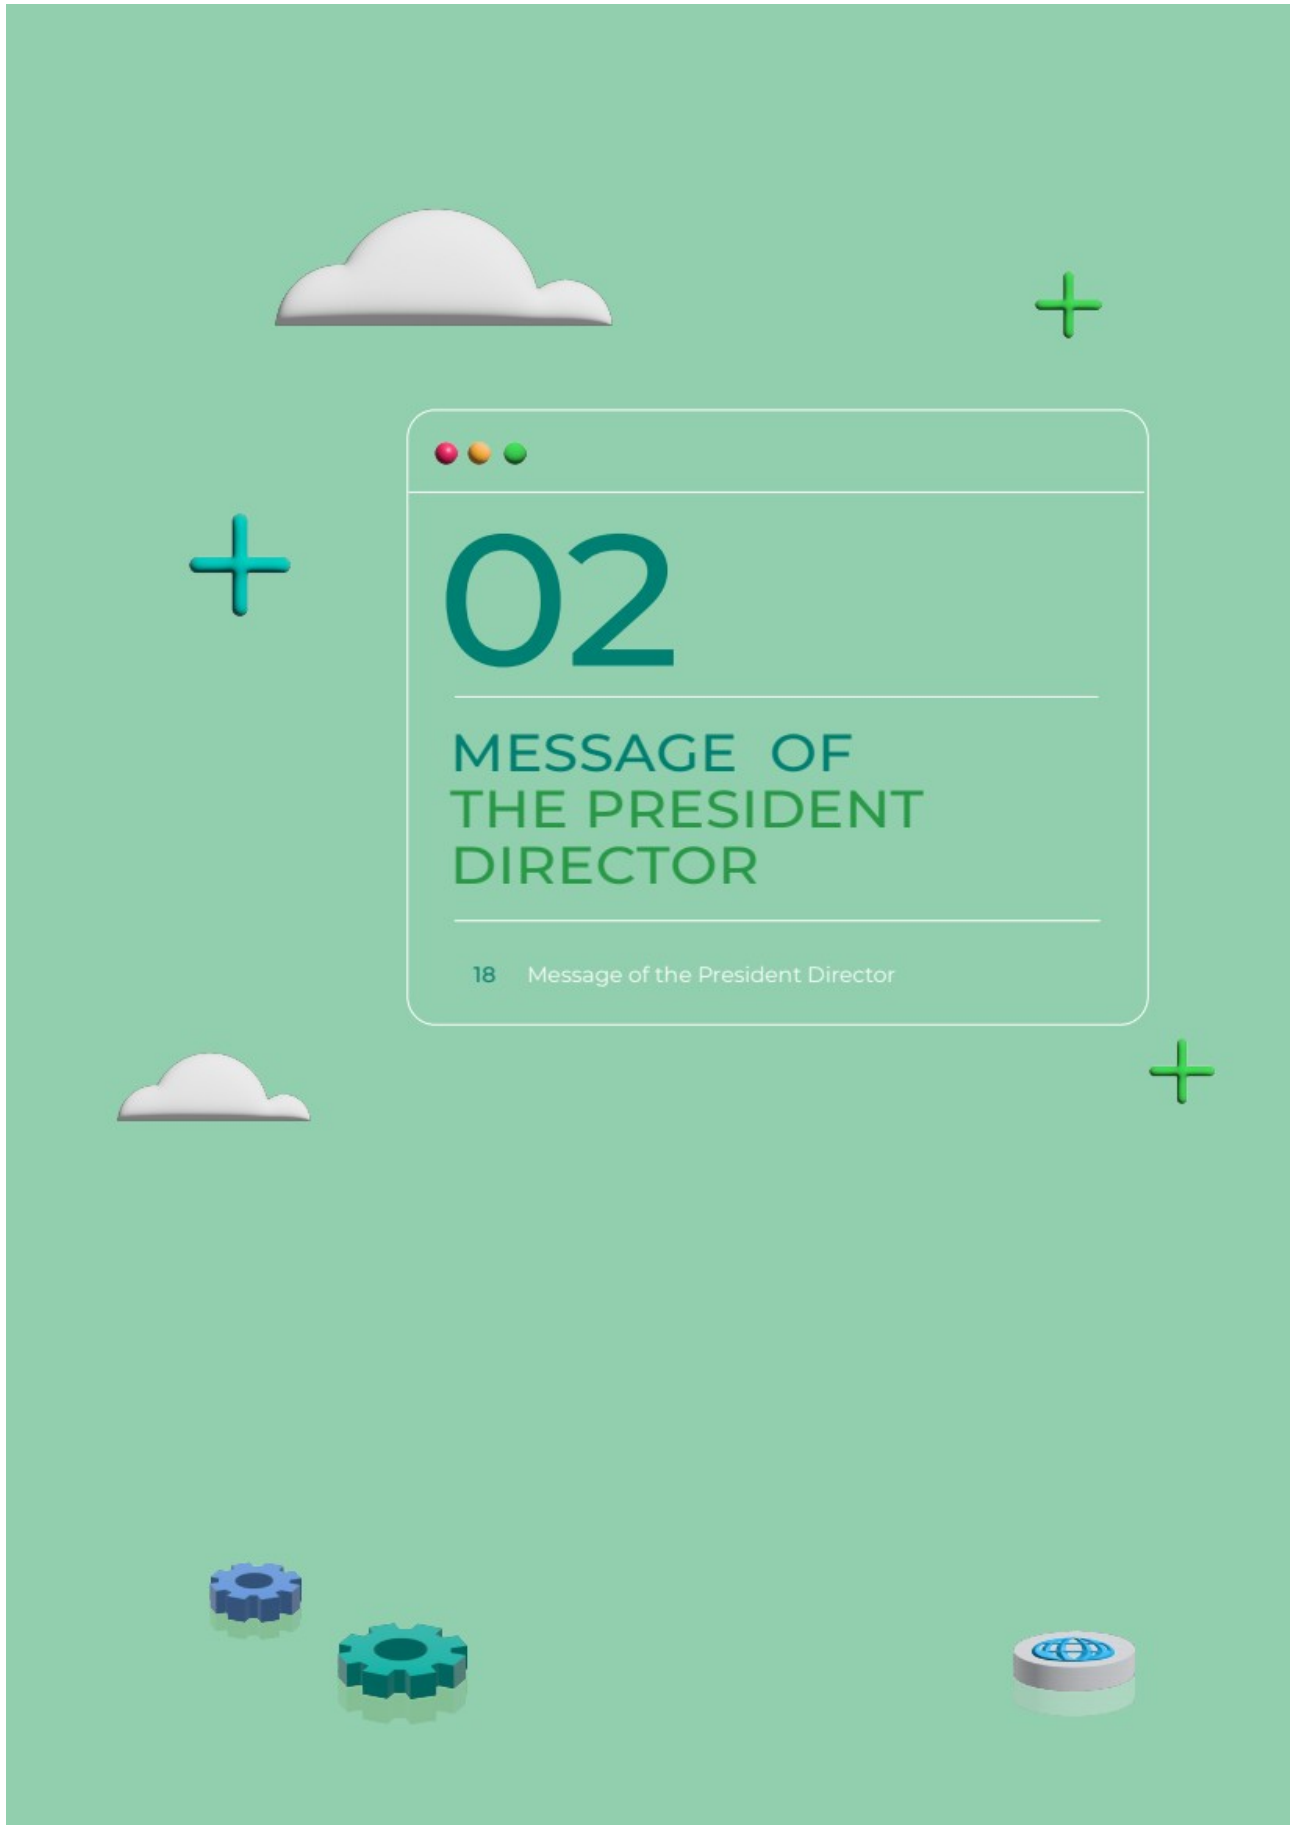 02
MESSAGE OF
THE PRESIDENT
DIRECTOR
18 Message of the President Director